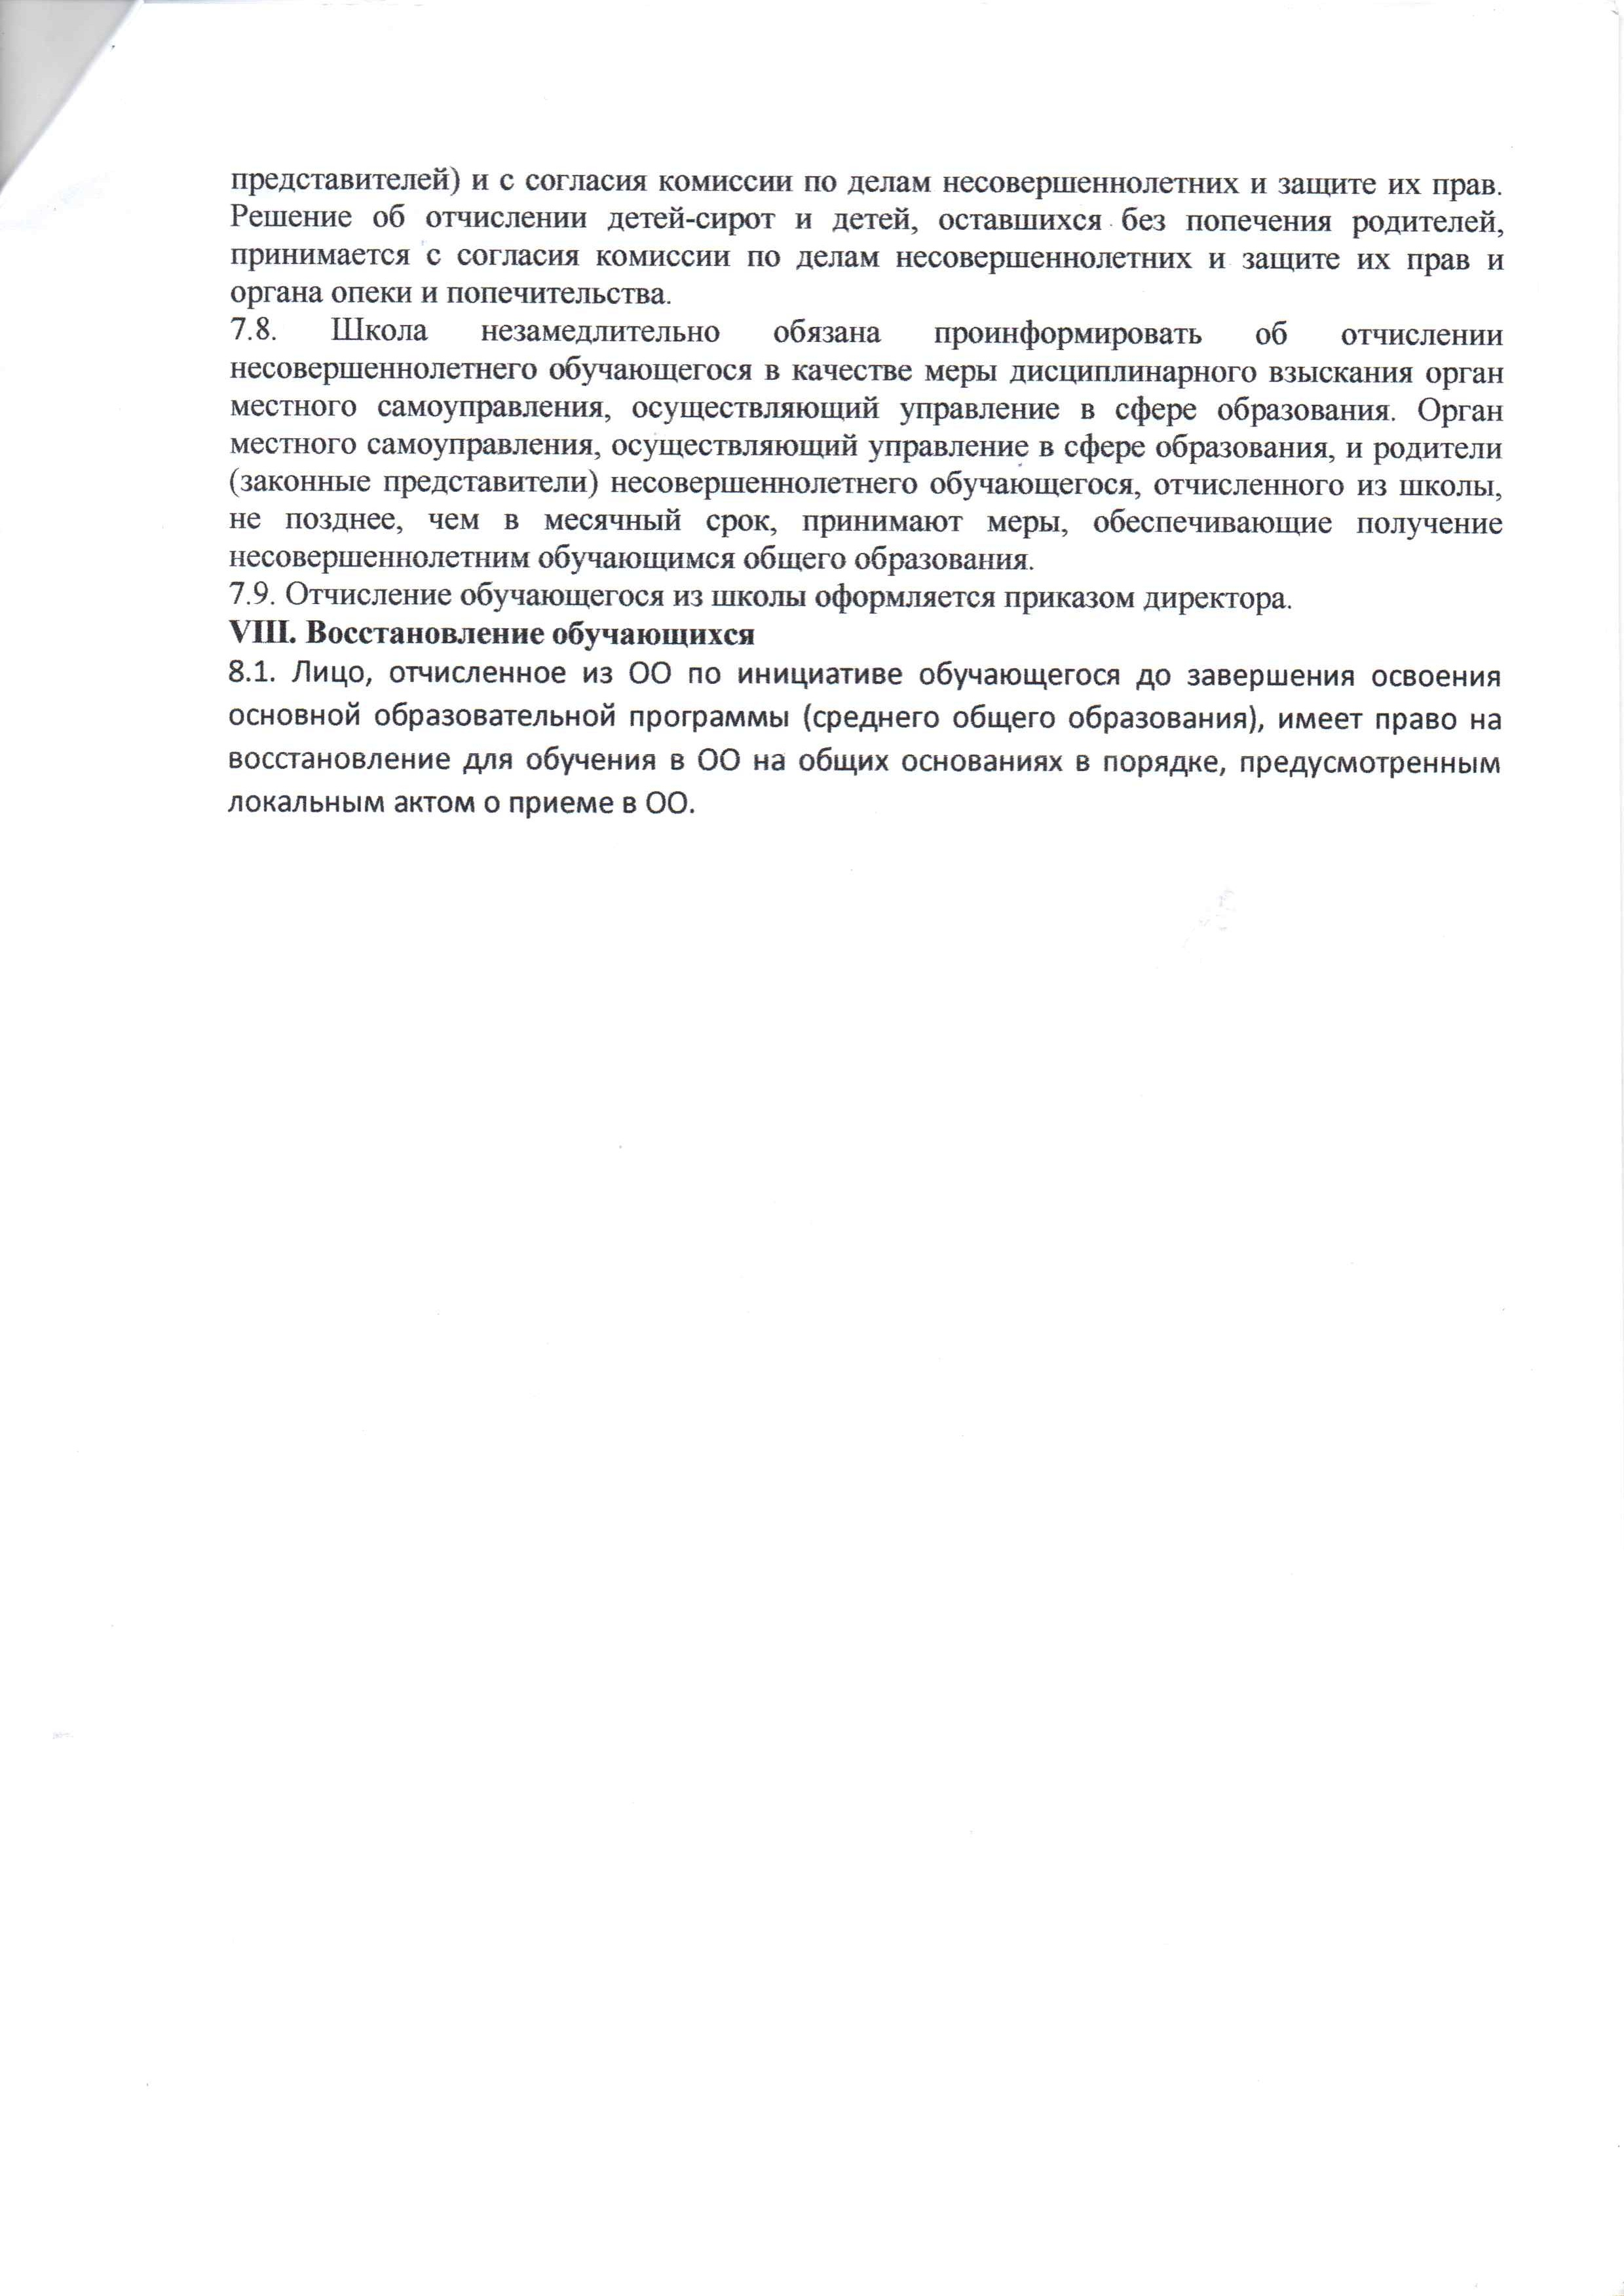 представителей) и с согласия комиссии по делам несовершеннолетних и защите их прав.
Решение об отчислении детей-сирот и детей, оставшихся без попечения родителей,
принимается с согласия комиссии по делам несовершеннолетних и защите их прав и
органа опеки и попечительства.
7.8. Школа незамедлительно обязана проинформировать об отчислении
несовершеннолетнего обучающегося в качестве меры дисциплинарного взыскания орган
местного самоуправления, осуществляющий управление в сфере образования. Орган
местного самоуправления, осуществляющий управление в сфере образования, и родители
(законные представители) несовершеннолетнего обучающегося, отчисленного из школы,
не позднее, чем в месячный срок, принимают меры, обеспечивающие получение
несовершеннолетним обучающимся общего образования.
7.9. Отчисление обучающегося из школы оформляется приказом директора.
VIII. Восстановление обучающихся
8.1. Лицо, отчисленное из ОО по инициативе обучающегося до завершения освоения
основной образовательной программы (среднего общего образования), имеет право на
восстановление для обучения в ОО на общих основаниях в порядке, предусмотренным
локальным актом о приеме в ОО.